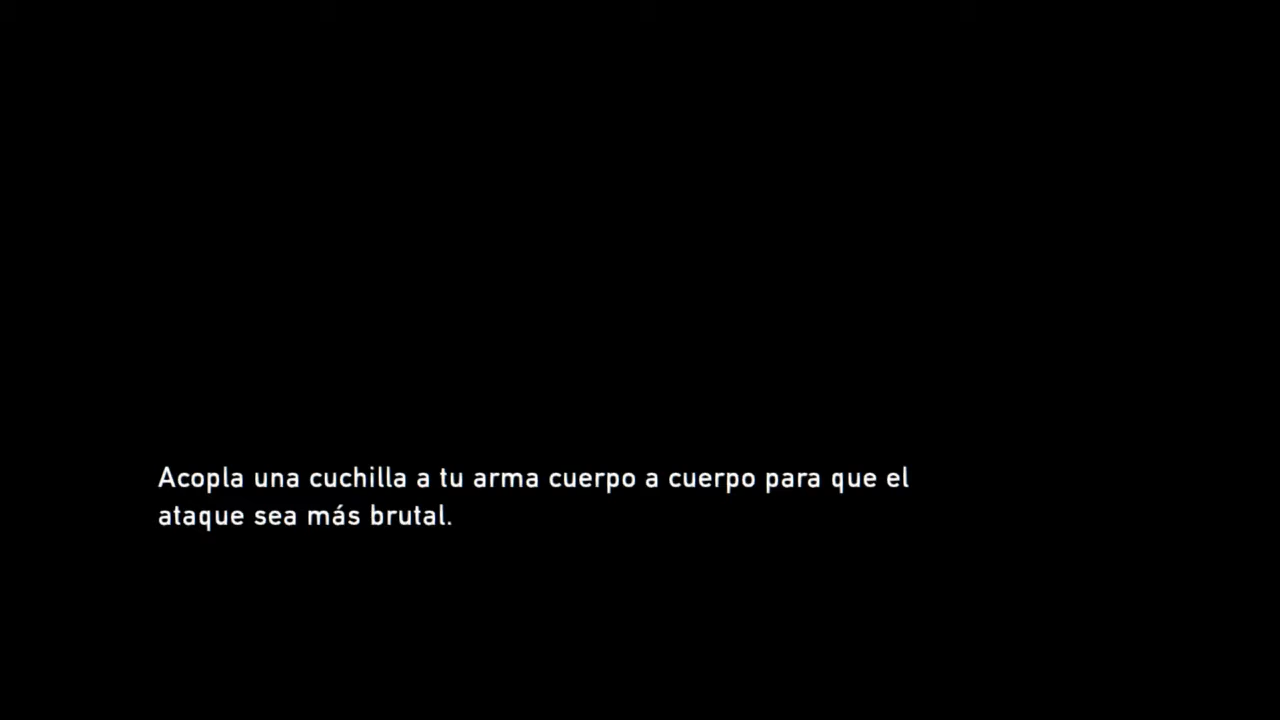 Acopla una cuchilla a tu arma cuerpo a cuerpo para que el
ataque sea más brutal.